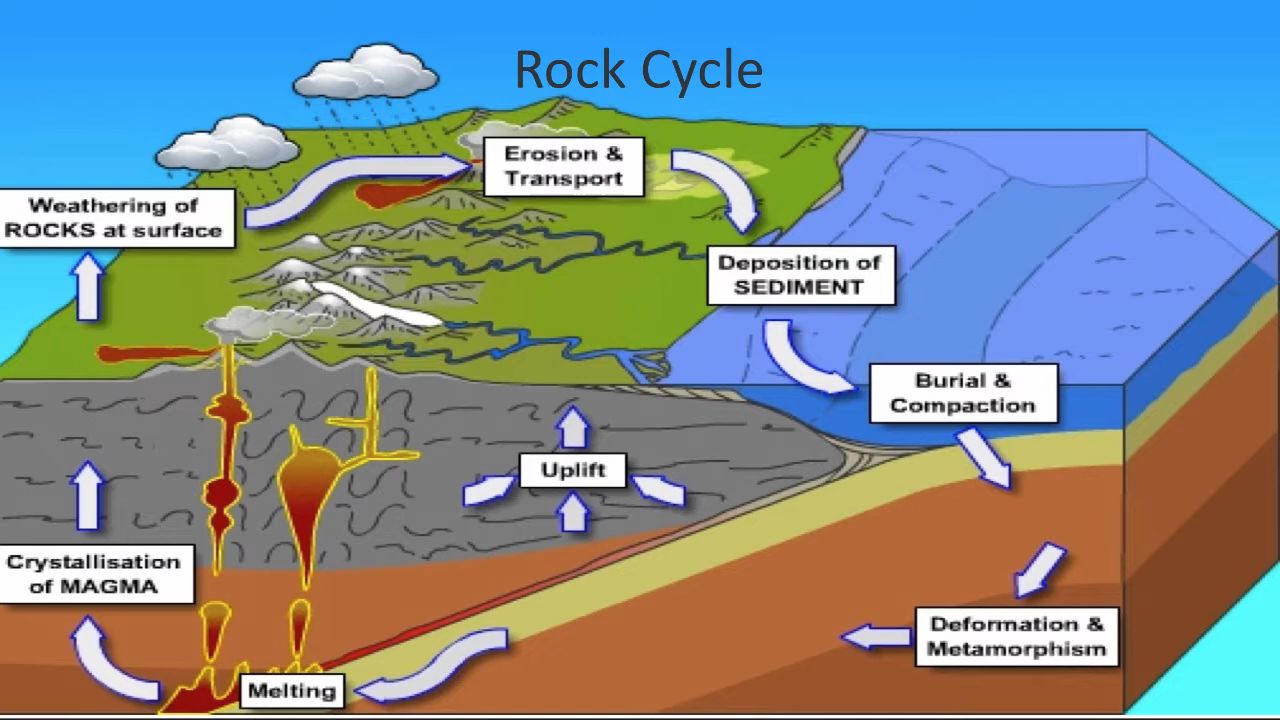 Rock Cycle
Erosion &
Transport
Weathering of
ROCKS at surface
Deposition of
SEDIMENT
Burial &
Compaction
Uplift
Crystallisation
of MAGMA
Deformation &
Metamorphism
Melting